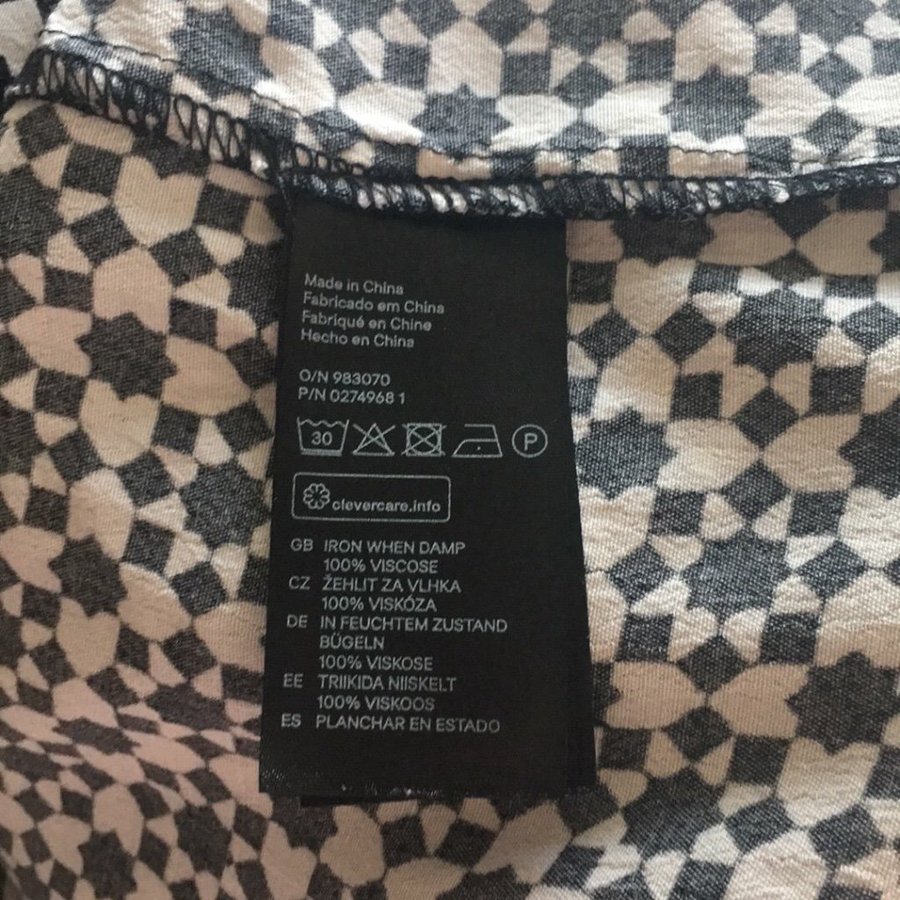 Made in China
Fabricado em China
Fabriqué en Chine
Hecho en China
O/N 983070
P/N 0274968 1
30 P
clevercare.info
GB IRON WHEN DAMP
100% VISCOSE
CZ ŽEHLIT ZA VLHKA
100% VISKÓZA
DE IN FEUCHTEM ZUSTAND
BÜGELN
100% VISKOSE
EE TRIIKIDA NIISKELT
100% VISKOOS
ES PLANCHAR EN ESTADO